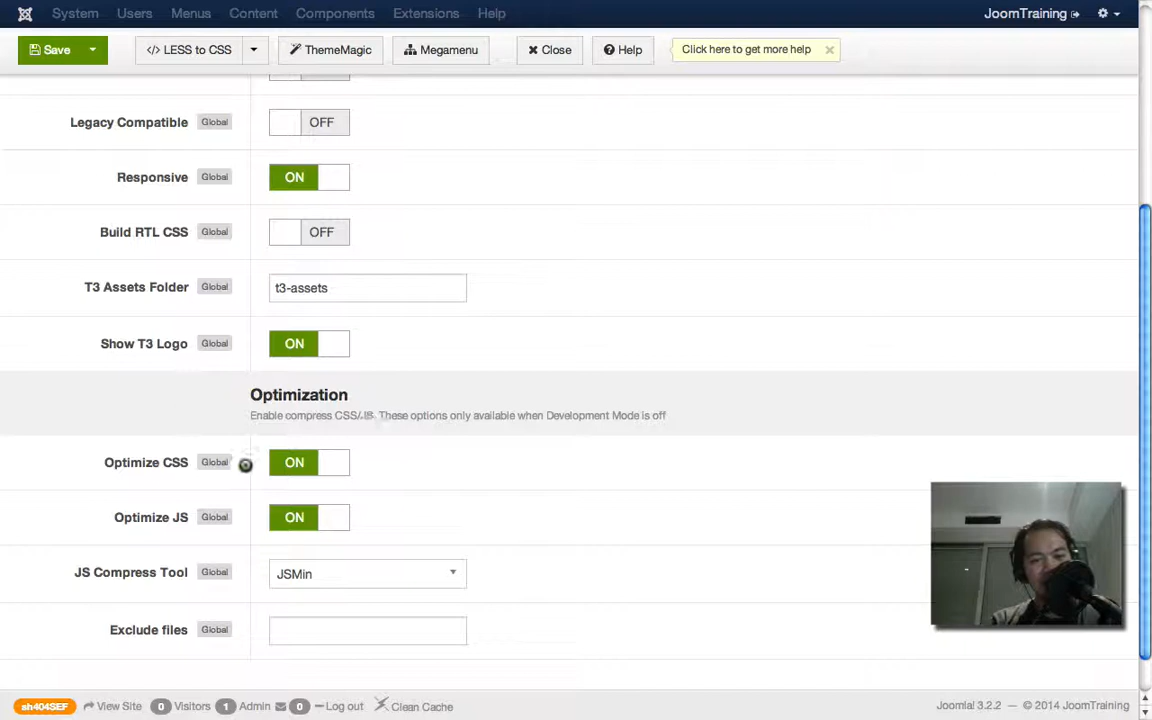 System Users Menus Content Components Extensions Help JoomTraining
Save LESS to CSS ThemeMagic Megamenu Close Help Click here to get more help
Legacy Compatible Global OFF
Responsive Global ON
Build RTL CSS Global OFF
T3 Assets Folder Global t3-assets
Show T3 Logo Global ON
Optimization
Enable compress CSS/JS. These options only available when Development Mode is off
Optimize CSS Global ON
Optimize JS Global ON
JS Compress Tool Global JSMin
Exclude files Global
sh404SEF View Site 0 Visitors 1 Admin 0 Log out Clean Cache Joomla! 3.2.2 — © 2014 JoomTraining